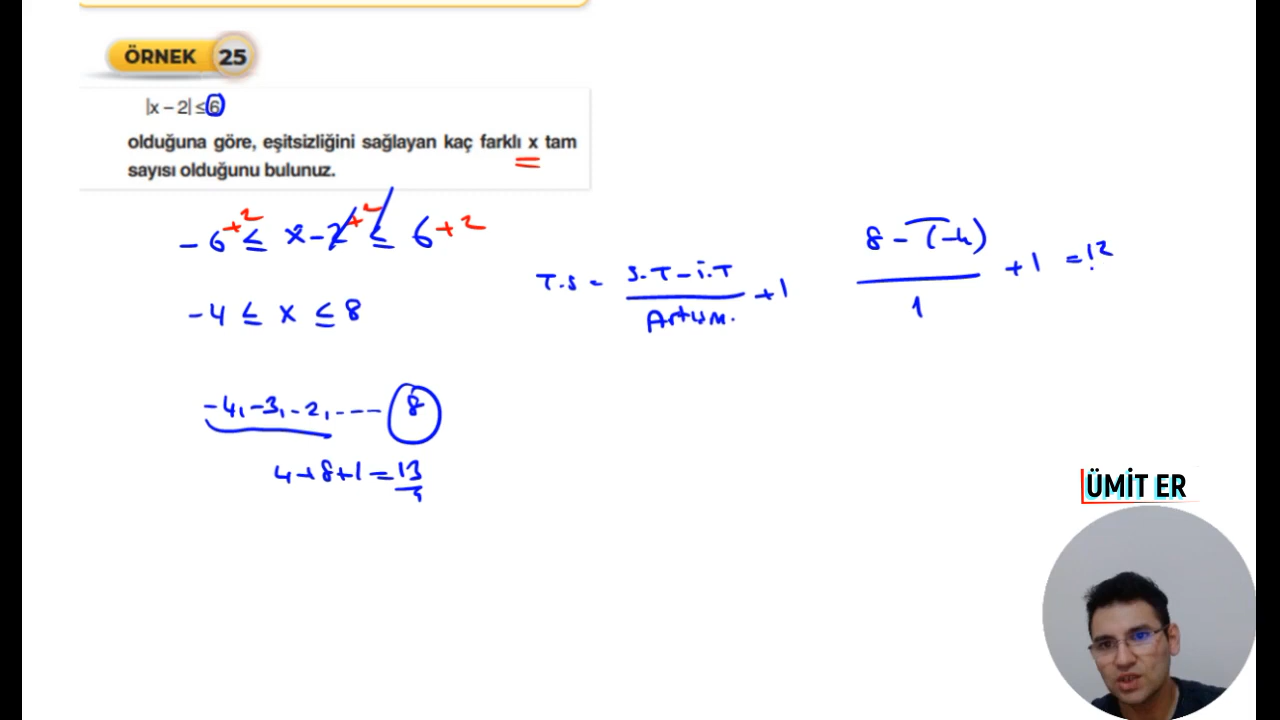 ÖRNEK 25
|x – 2| ≤ 6
olduğuna göre, eşitsizliğini sağlayan kaç farklı x tam
sayısı olduğunu bulunuz.
-6+2 ≤ x-2+2 ≤ 6+2
-4 ≤ x ≤ 8
-4, -3, -2, ---- 8
4+8+1 = 13
T.S = S.T - İ.T / Artım. +1
8 - (-4) / 1 + 1 = 12
ÜMİT ER